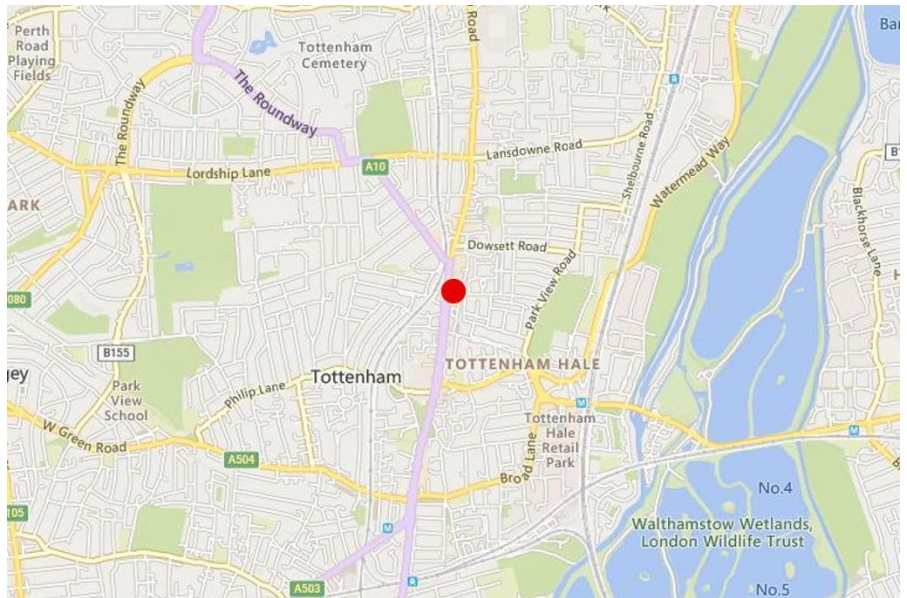 Perth
Road
Playing
Fields
Tottenham
Cemetery
Road
The Roundway
The Roundway
A10
Lansdowne Road
Lordship Lane
Shelbourne Road
Watermead Way
ARK
Blackhorse Lane
Dowsett Road
Park View Road
080
B155
TOTTENHAM HALE
Tottenham
Park
View
School
Philip Lane
Tottenham
Hale
Retail
Park
W Green Road
A504
Broad Lane
No.4
105
Walthamstow Wetlands,
London Wildlife Trust
A503
No.5